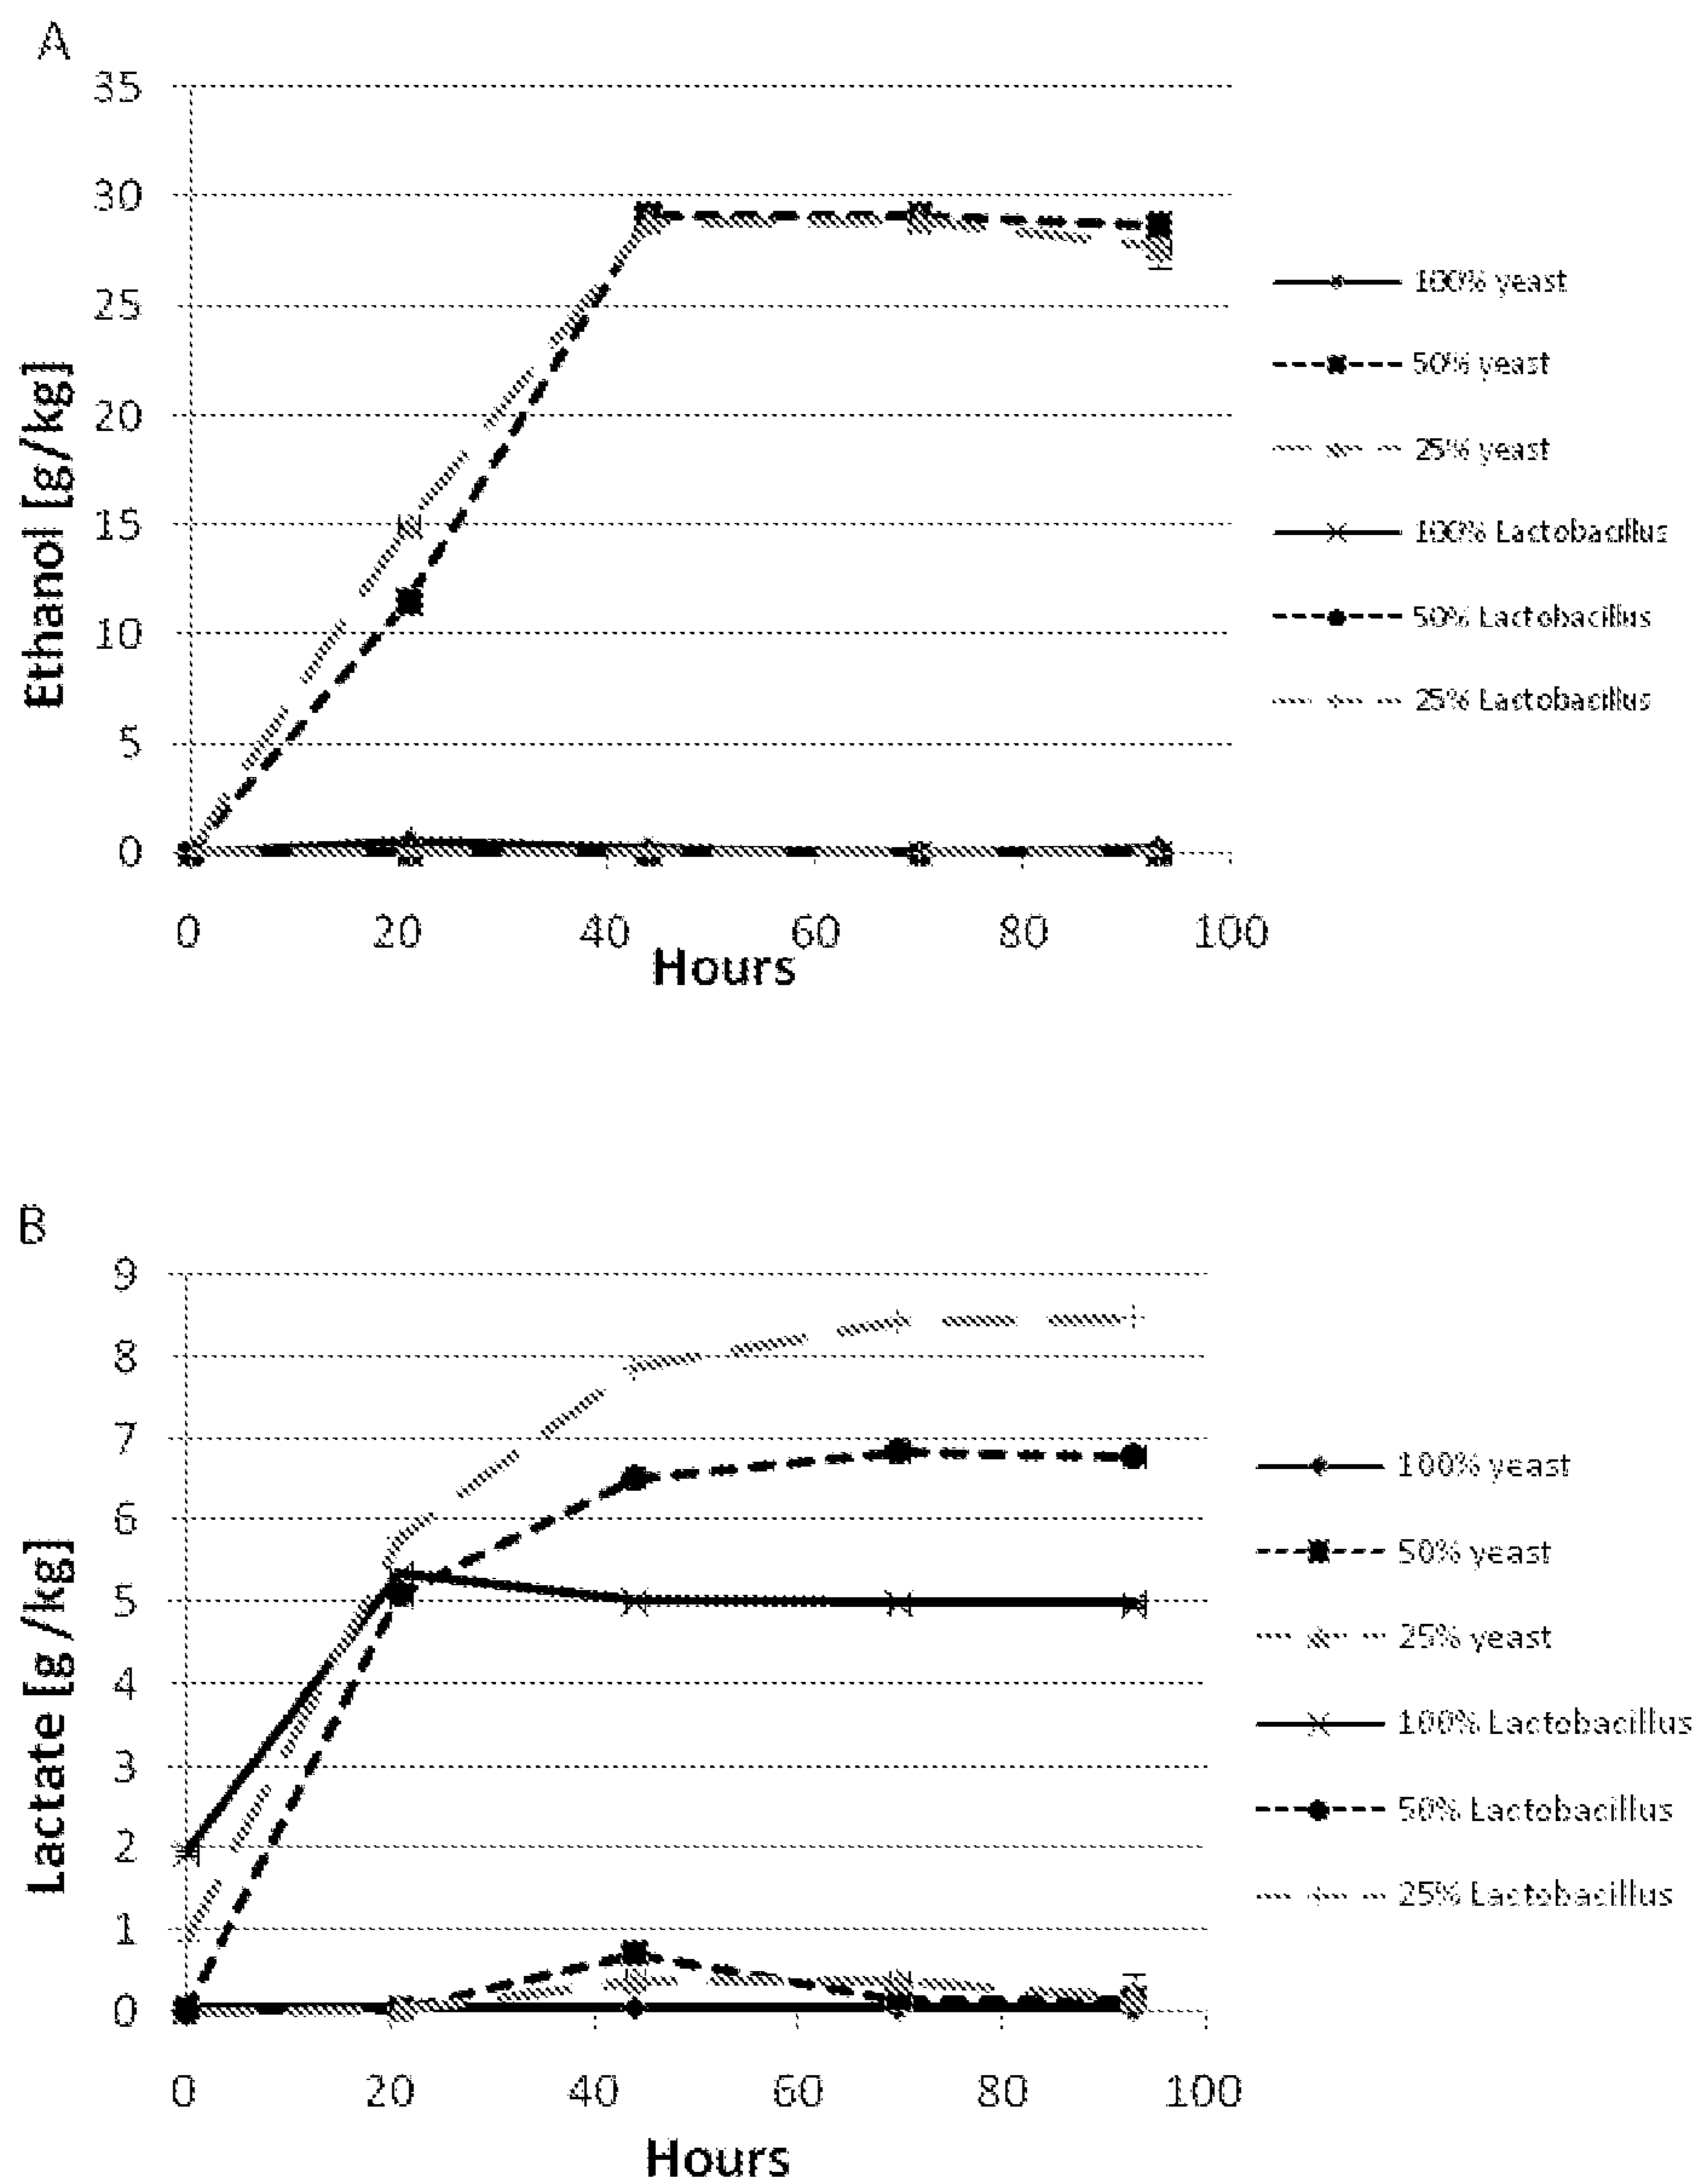 A
35
30
25
20
15
10
5
0
Ethanol [g/kg]
0 20 40 60 80 100
Hours
100% yeast
50% yeast
25% yeast
100% Lactobacillus
50% Lactobacillus
25% Lactobacillus
B
9
8
7
6
5
4
3
2
1
0
Lactate [g/kg]
0 20 40 60 80 100
Hours
100% yeast
50% yeast
25% yeast
100% Lactobacillus
50% Lactobacillus
25% Lactobacillus